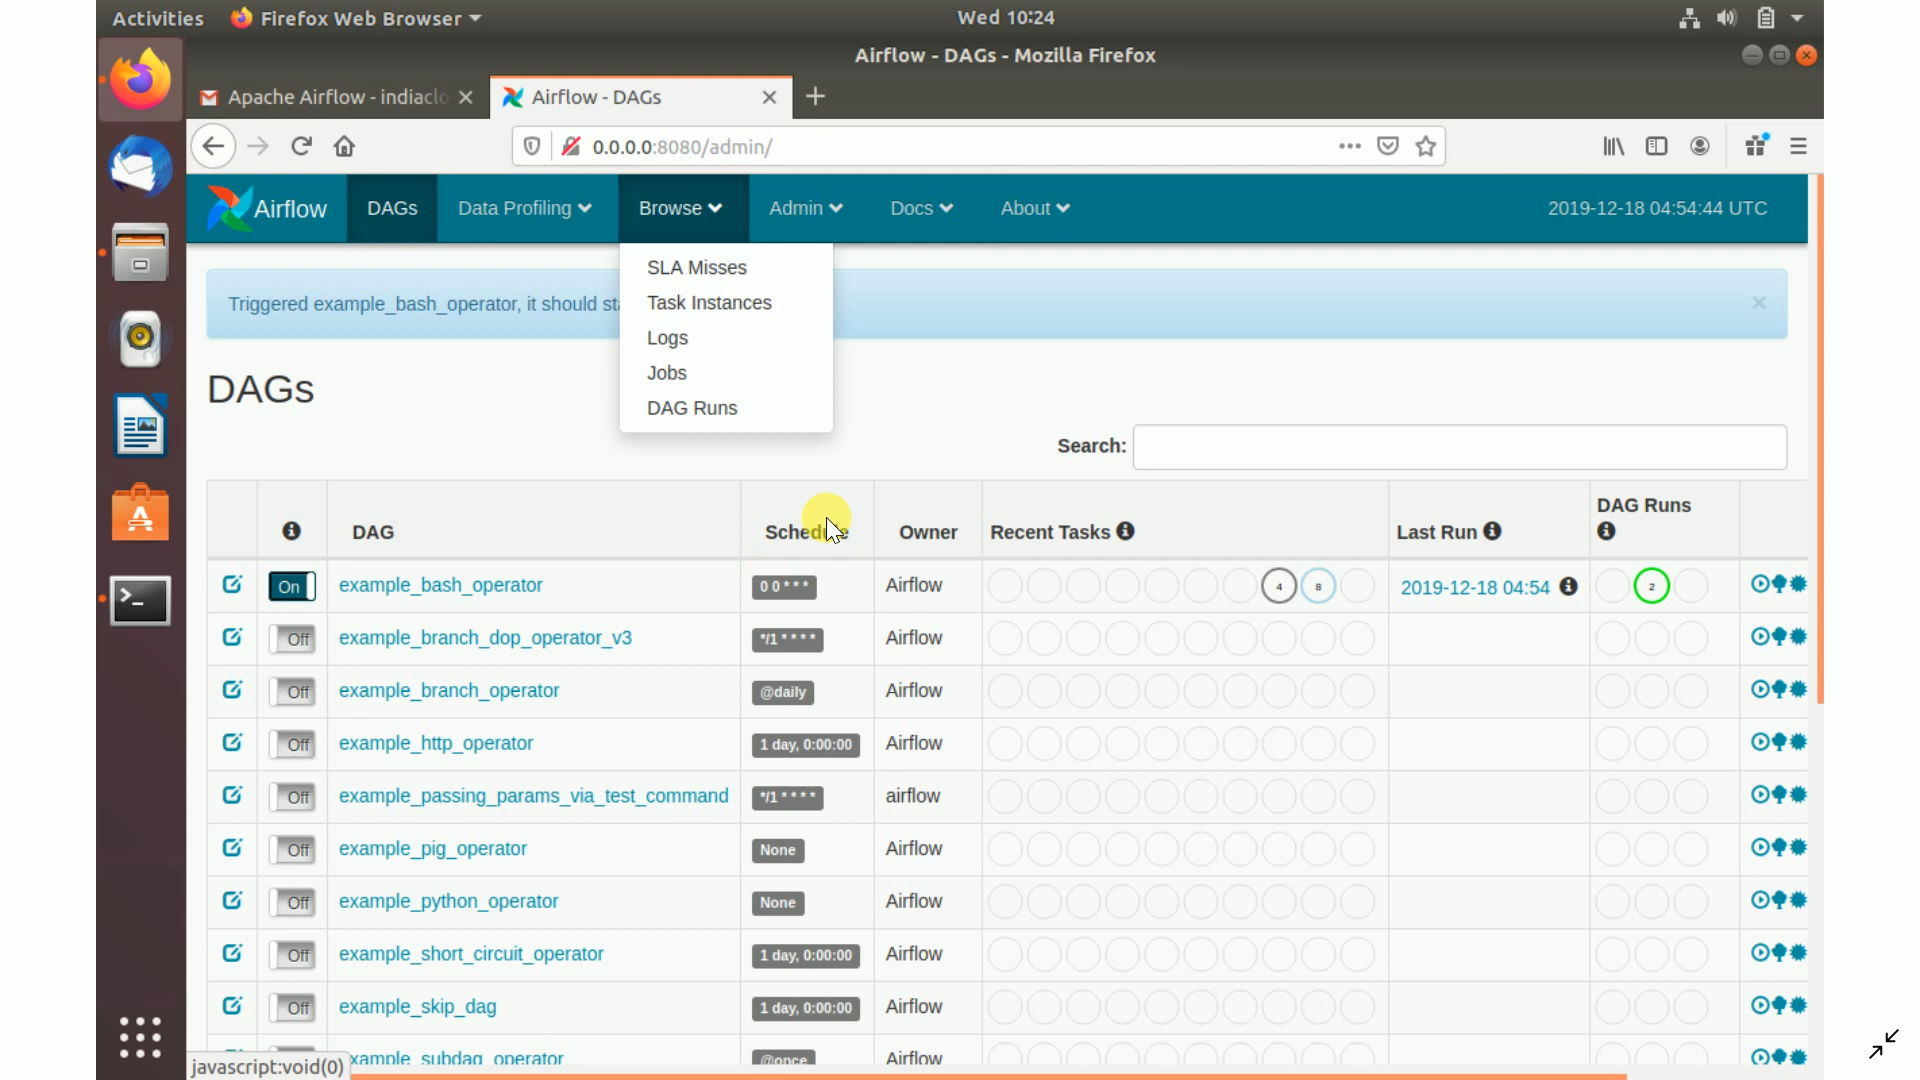 Activities Firefox Web Browser Wed 10:24
Airflow - DAGs - Mozilla Firefox
Apache Airflow - indiaclo Airflow - DAGs
0.0.0.0:8080/admin/
Airflow DAGs Data Profiling Browse Admin Docs About 2019-12-18 04:54:44 UTC
SLA Misses
Task Instances
Logs
Jobs
DAG Runs
Triggered example_bash_operator, it should sta
DAGs
Search:
DAG Schedule Owner Recent Tasks Last Run DAG Runs
On example_bash_operator 0 0 * * * Airflow 4 8 2019-12-18 04:54 2
Off example_branch_dop_operator_v3 */1 * * * * Airflow
Off example_branch_operator @daily Airflow
Off example_http_operator 1 day, 0:00:00 Airflow
Off example_passing_params_via_test_command */1 * * * * airflow
Off example_pig_operator None Airflow
Off example_python_operator None Airflow
Off example_short_circuit_operator 1 day, 0:00:00 Airflow
Off example_skip_dag 1 day, 0:00:00 Airflow
example_subdag_operator @once Airflow
javascript:void(0)